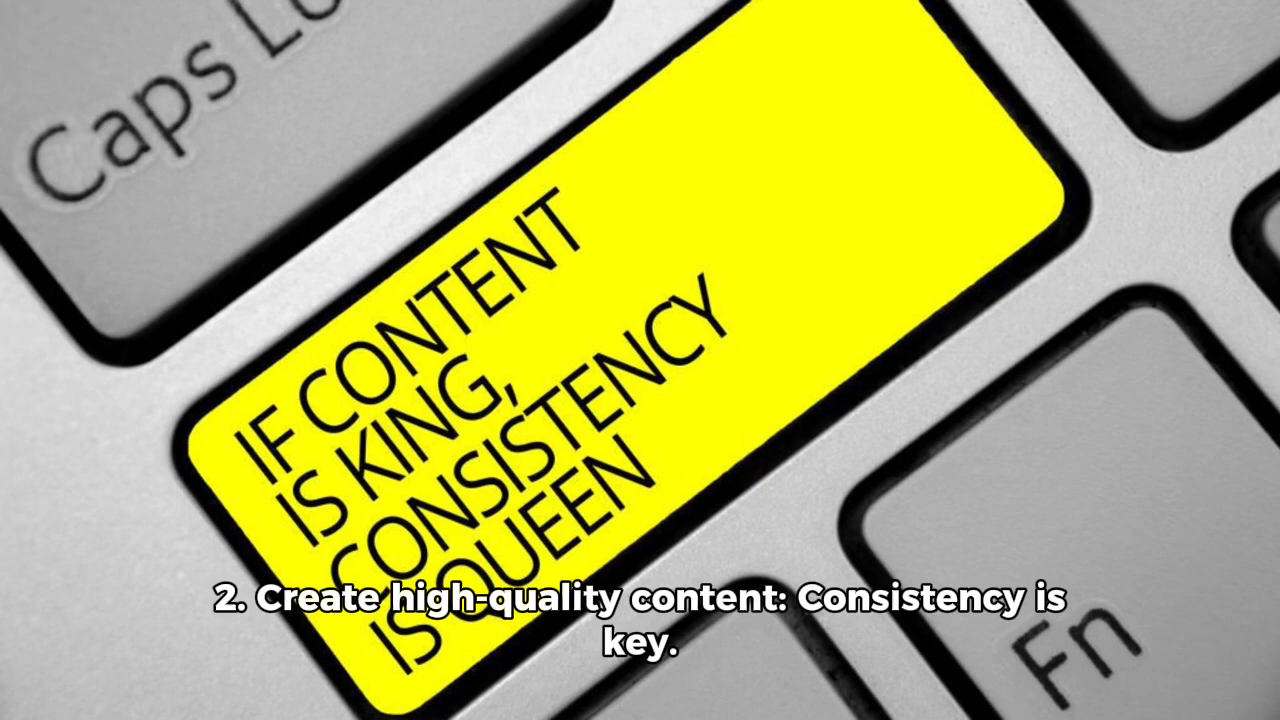 Caps Lo
IF CONTENT
IS KING,
CONSISTENCY
IS QUEEN
2. Create high-quality content: Consistency is
key.
Fn